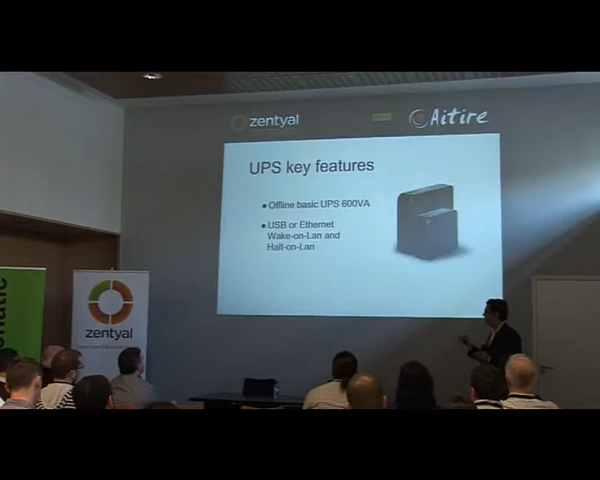 zentyal
Aitire
UPS key features
• Offline basic UPS 600VA
• USB or Ethernet
Wake-on-Lan and
Halt-on-Lan
zentyal